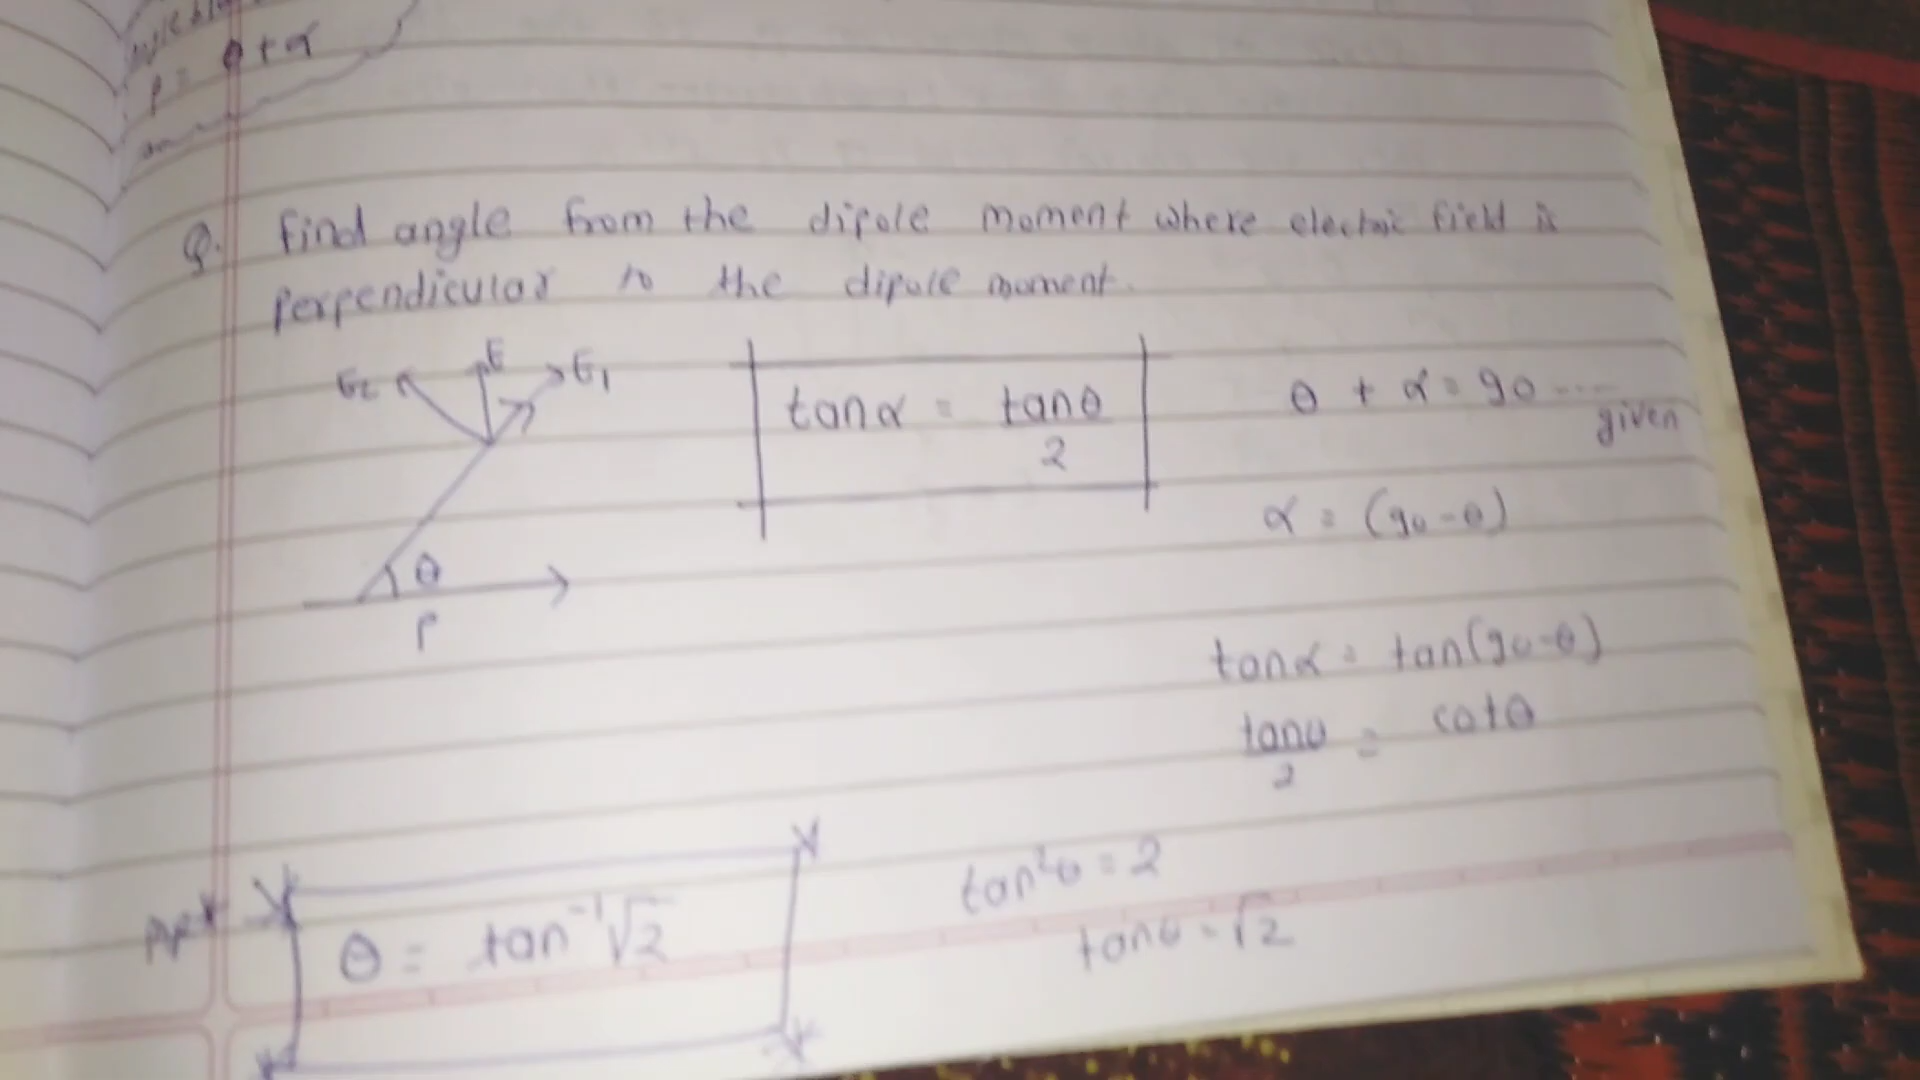 β = θ + α
Q. Find angle from the dipole moment where electric field is
perpendicular to the dipole moment.
E2 E E1
tanα = tanθ/2
θ + α = 90 ... given
α = (90-θ)
θ
P
tanα = tan(90-θ)
tanθ/2 = cotθ
tan²θ = 2
tanθ = √2
θ = tan⁻¹√2